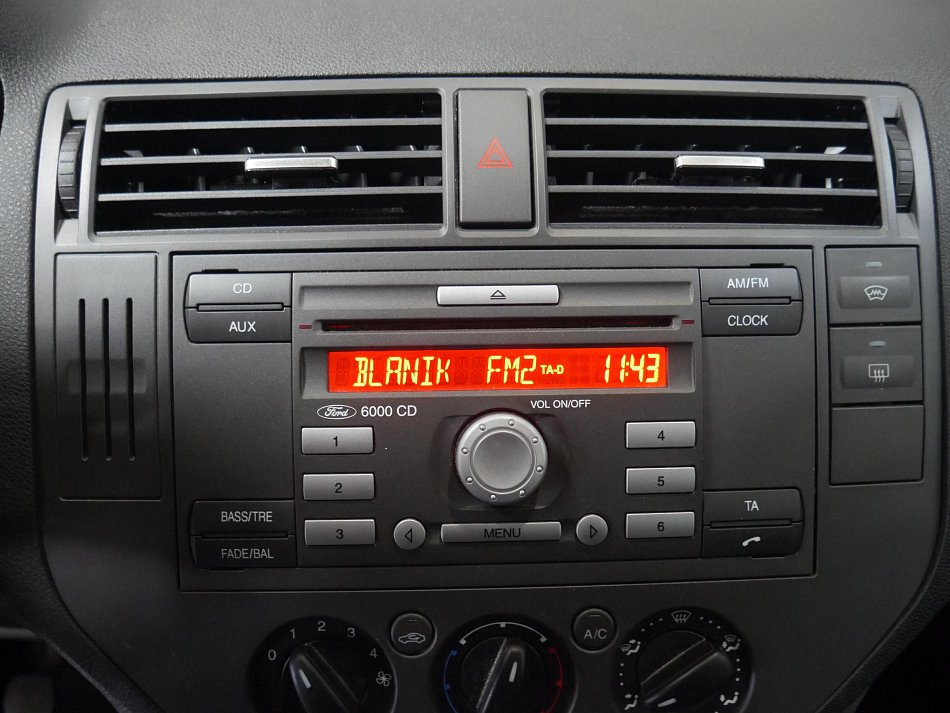 CD
AM/FM
AUX
CLOCK
BLANIK FM2 TA-D 11:43
Ford 6000 CD
VOL ON/OFF
1
4
2
5
3
6
MENU
BASS/TRE
TA
FADE/BAL
0 1 2 3 4
A/C